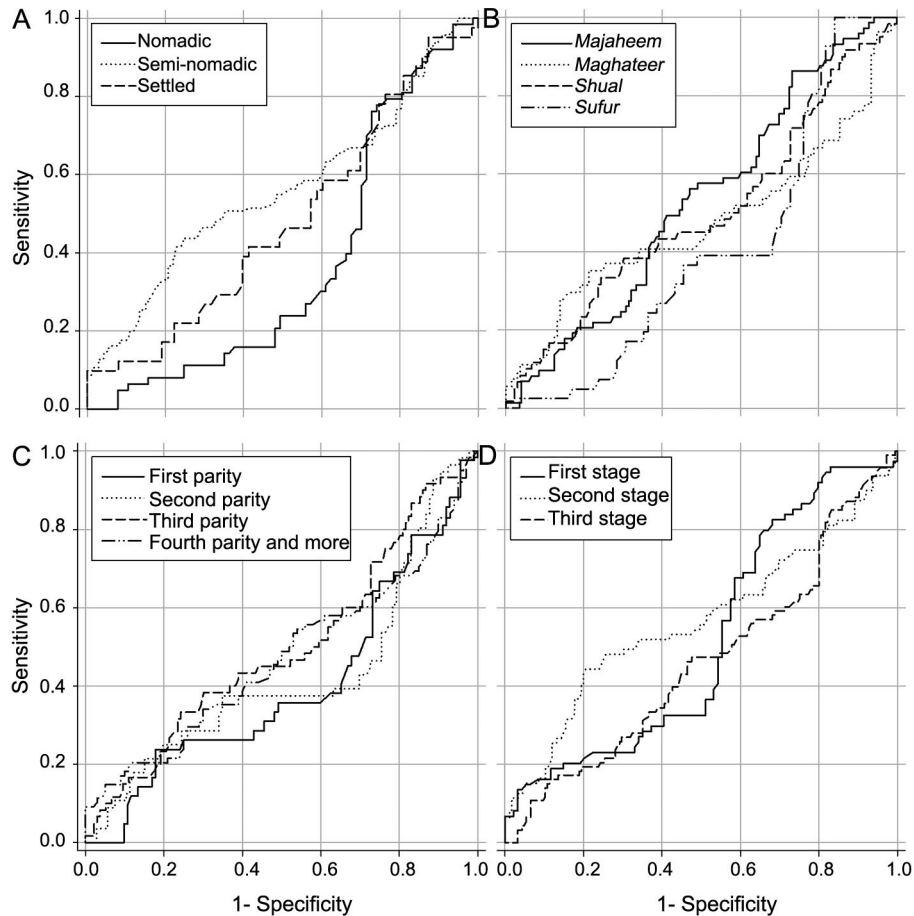 A
Nomadic
Semi-nomadic
Settled
B
Majaheem
Maghateer
Shual
Sufur
1.0
0.8
0.6
0.4
0.2
0.0
Sensitivity
C
First parity
Second parity
Third parity
Fourth parity and more
D
First stage
Second stage
Third stage
1.0
0.8
0.6
0.4
0.2
0.0
Sensitivity
0.0 0.2 0.4 0.6 0.8 1.0
0.0 0.2 0.4 0.6 0.8 1.0
1- Specificity
1- Specificity